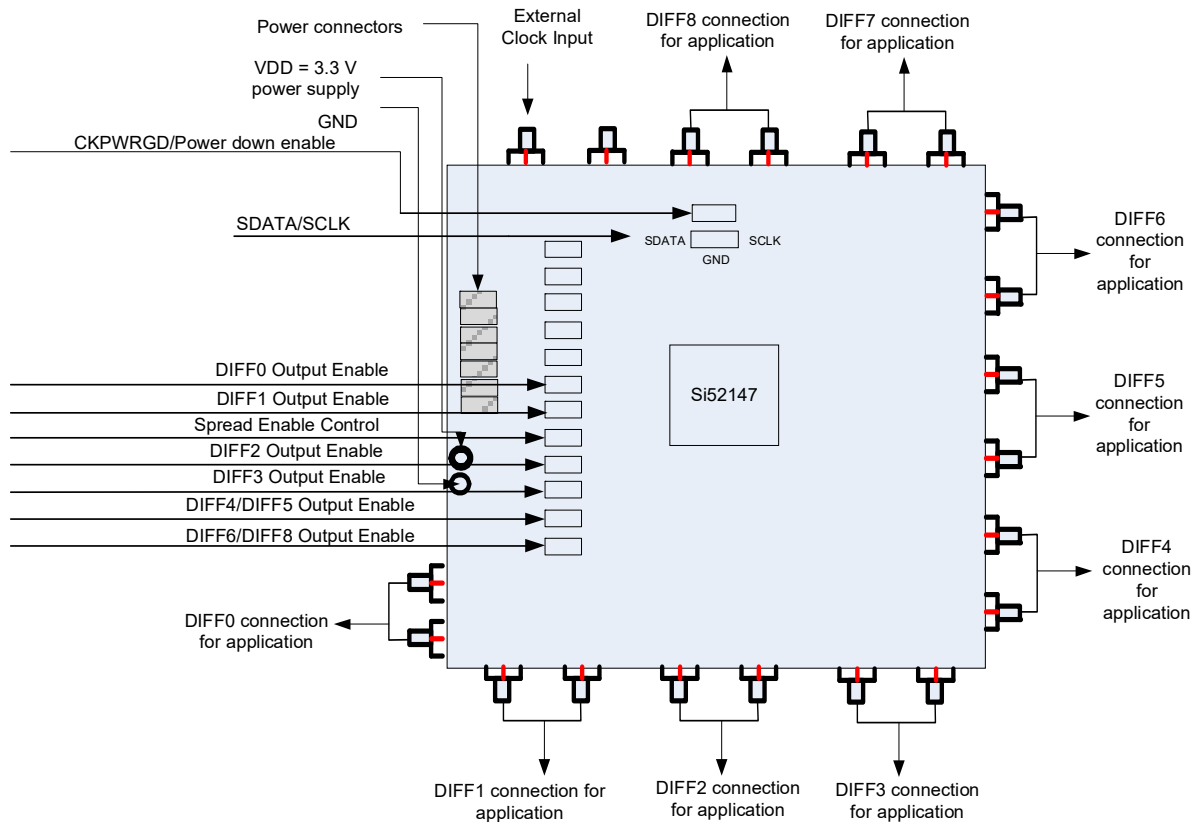 Power connectors
External
Clock Input
DIFF8 connection
for application
DIFF7 connection
for application
VDD = 3.3 V
power supply
GND
CKPWRGD/Power down enable
SDATA/SCLK
SDATA
SCLK
GND
DIFF6
connection
for
application
DIFF0 Output Enable
DIFF1 Output Enable
Spread Enable Control
DIFF2 Output Enable
DIFF3 Output Enable
DIFF4/DIFF5 Output Enable
DIFF6/DIFF8 Output Enable
Si52147
DIFF5
connection
for
application
DIFF4
connection
for
application
DIFF0 connection
for application
DIFF1 connection for
application
DIFF2 connection
for application
DIFF3 connection
for application